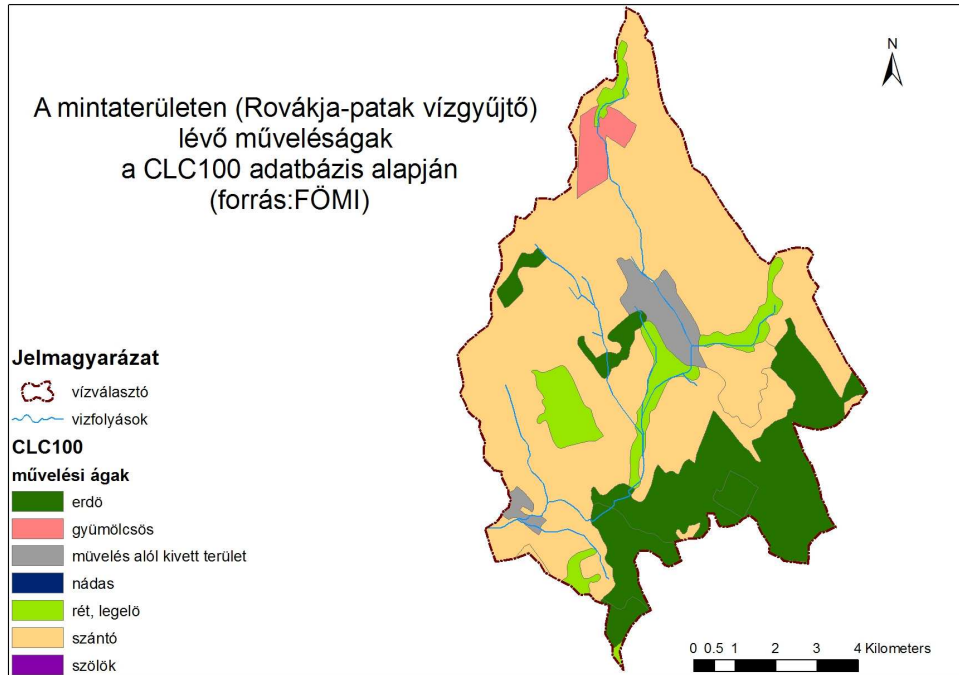 A mintaterületen (Rovákja-patak vízgyűjtő)
lévő műveléságak
a CLC100 adatbázis alapján
(forrás:FÖMI)
N
Jelmagyarázat
vízválasztó
vizfolyások
CLC100
művelési ágak
erdö
gyümölcsös
müvelés alól kivett terület
nádas
rét, legelö
szántó
szölök
0 0.5 1 2 3 4 Kilometers